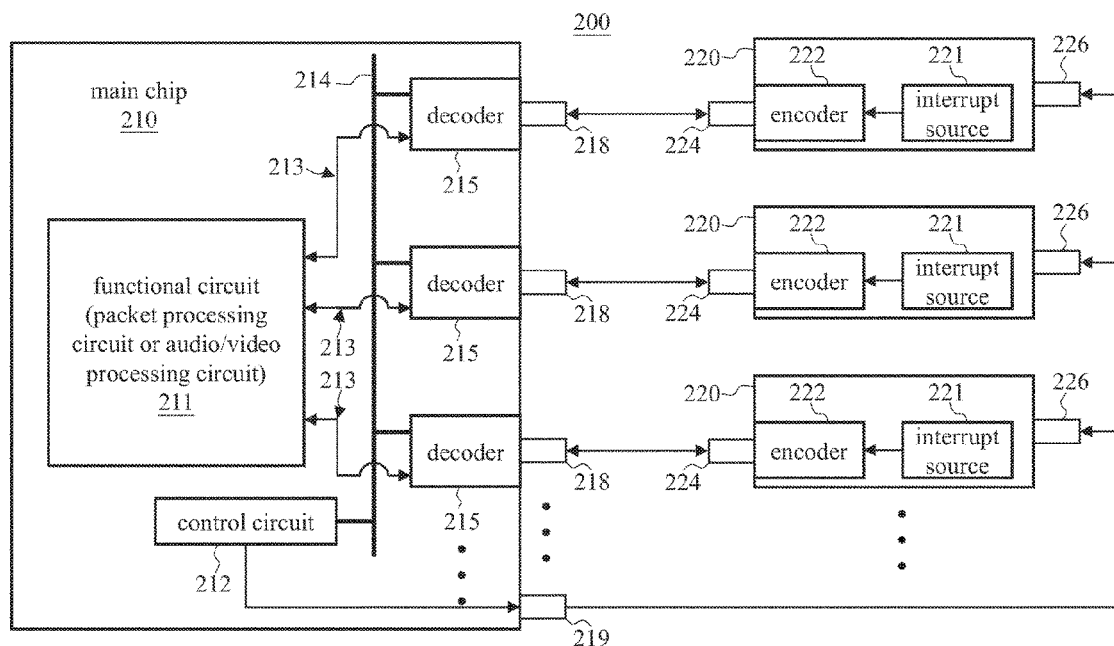 200
main chip
210
214
decoder
215
218
213
functional circuit
(packet processing
circuit or audio/video
processing circuit)
211
decoder
215
218
213
213
decoder
215
218
control circuit
212
219
220
222
221
226
224
encoder
interrupt
source
220
222
221
226
224
encoder
interrupt
source
220
222
221
226
224
encoder
interrupt
source